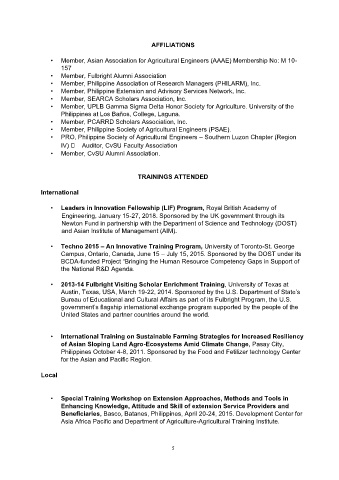 AFFILIATIONS
• Member, Asian Association for Agricultural Engineers (AAAE) Membership No: M 10-
157
• Member, Fulbright Alumni Association
• Member, Philippine Association of Research Managers (PHILARM), Inc.
• Member, Philippine Extension and Advisory Services Network, Inc.
• Member, SEARCA Scholars Association, Inc.
• Member, UPLB Gamma Sigma Delta Honor Society for Agriculture. University of the
Philippines at Los Baños, College, Laguna.
• Member, PCARRD Scholars Association, Inc.
• Member, Philippine Society of Agricultural Engineers (PSAE).
• PRO, Philippine Society of Agricultural Engineers – Southern Luzon Chapter (Region
IV) □ Auditor, CvSU Faculty Association
• Member, CvSU Alumni Association.
TRAININGS ATTENDED
International
• Leaders in Innovation Fellowship (LIF) Program, Royal British Academy of
Engineering, January 15-27, 2018. Sponsored by the UK government through its
Newton Fund in partnership with the Department of Science and Technology (DOST)
and Asian Institute of Management (AIM).
• Techno 2015 – An Innovative Training Program, University of Toronto-St. George
Campus, Ontario, Canada, June 15 – July 15, 2015. Sponsored by the DOST under its
BCDA-funded Project “Bringing the Human Resource Competency Gaps in Support of
the National R&D Agenda.
• 2013-14 Fulbright Visiting Scholar Enrichment Training, University of Texas at
Austin, Texas, USA, March 19-22, 2014. Sponsored by the U.S. Department of State’s
Bureau of Educational and Cultural Affairs as part of its Fulbright Program, the U.S.
government’s flagship international exchange program supported by the people of the
United States and partner countries around the world.
• International Training on Sustainable Farming Strategies for Increased Resiliency
of Asian Sloping Land Agro-Ecosystems Amid Climate Change, Pasay City,
Philippines October 4-8, 2011. Sponsored by the Food and Fetilizer technology Center
for the Asian and Pacific Region.
Local
• Special Training Workshop on Extension Approaches, Methods and Tools in
Enhancing Knowledge, Attitude and Skill of extension Service Providers and
Beneficiaries, Basco, Batanes, Philippines, April 20-24, 2015. Development Center for
Asia Africa Pacific and Department of Agriculture-Agricultural Training Institute.
5